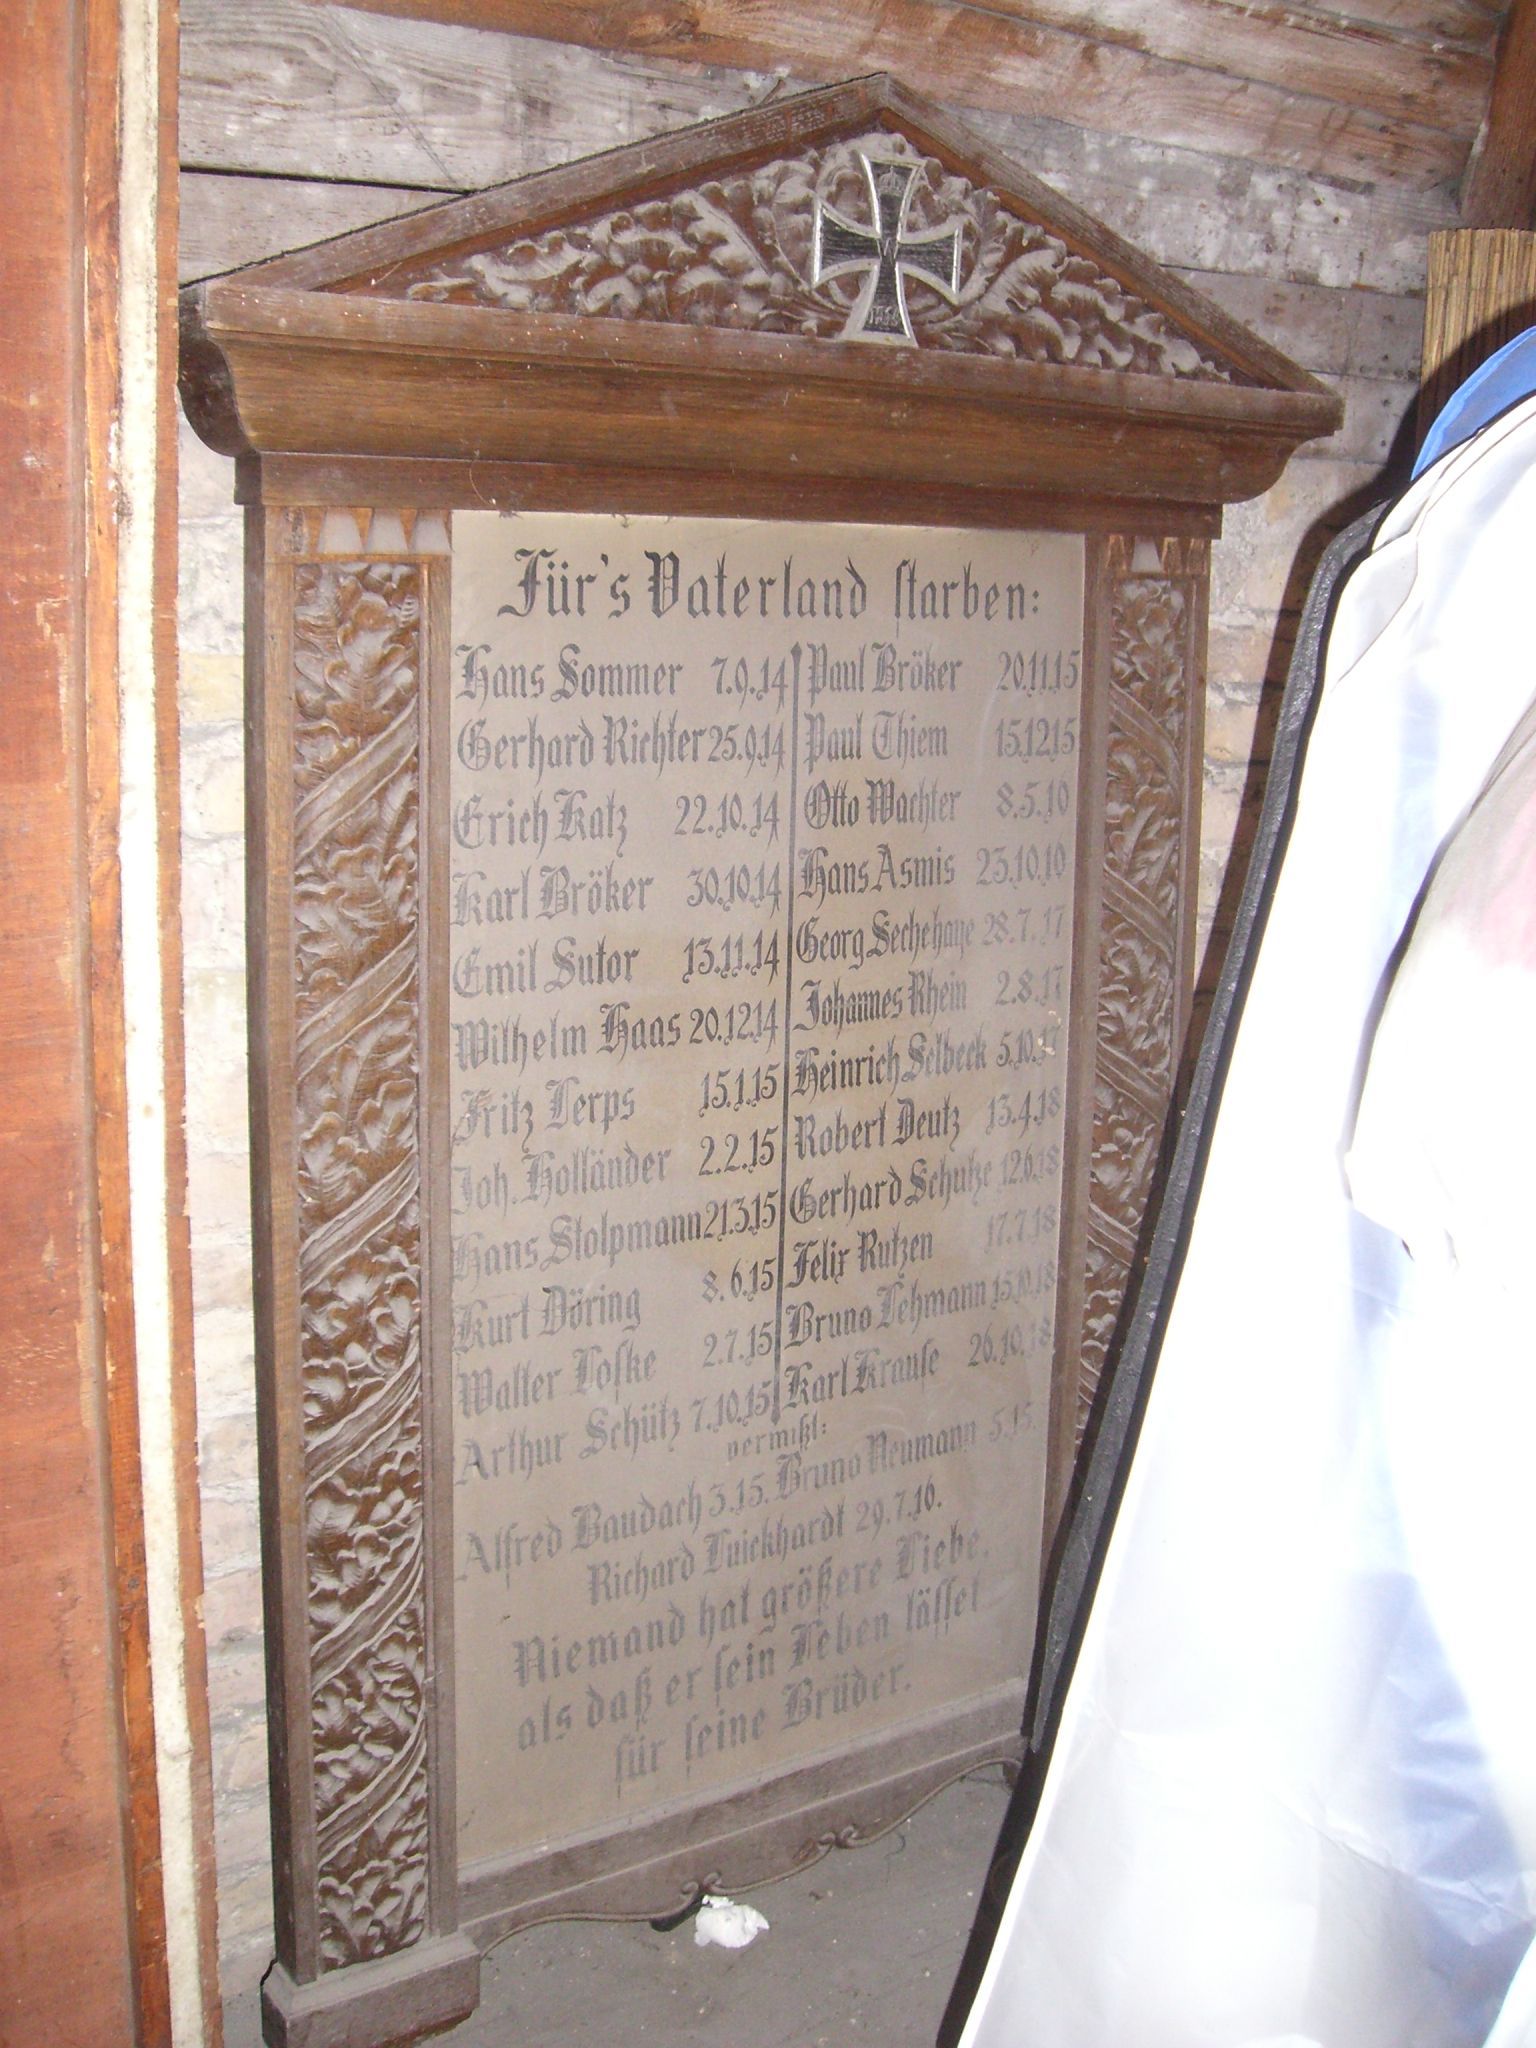 Für's Vaterland starben:
Hans Sommer 7.9.14
Gerhard Richter 25.9.14
Erich Katz 22.10.14
Karl Bröker 30.10.14
Emil Sutor 13.11.14
Wilhelm Haas 20.12.14
Fritz Lerps 15.1.15
Joh. Holländer 2.2.15
Hans Stolpmann 21.3.15
Kurt Döring 8.6.15
Walter Loske 2.7.15
Arthur Schütz 7.10.15
Paul Bröker 20.11.15
Paul Thiem 15.12.15
Otto Wachter 8.5.16
Hans Asmis 23.10.16
Georg Sechehaye 28.7.17
Johannes Rhein 2.8.17
Heinrich Selbeck 5.10.17
Robert Deutz 13.4.18
Gerhard Schulze 12.6.18
Felix Rutzen 17.7.18
Bruno Lehmann 15.10.18
Karl Krause 26.10.18
vermißt:
Alfred Baudach 3.15. Bruno Neumann 5.15.
Richard Luickhardt 29.7.16.
Niemand hat größere Liebe,
als daß er sein Leben lässet
für seine Brüder.